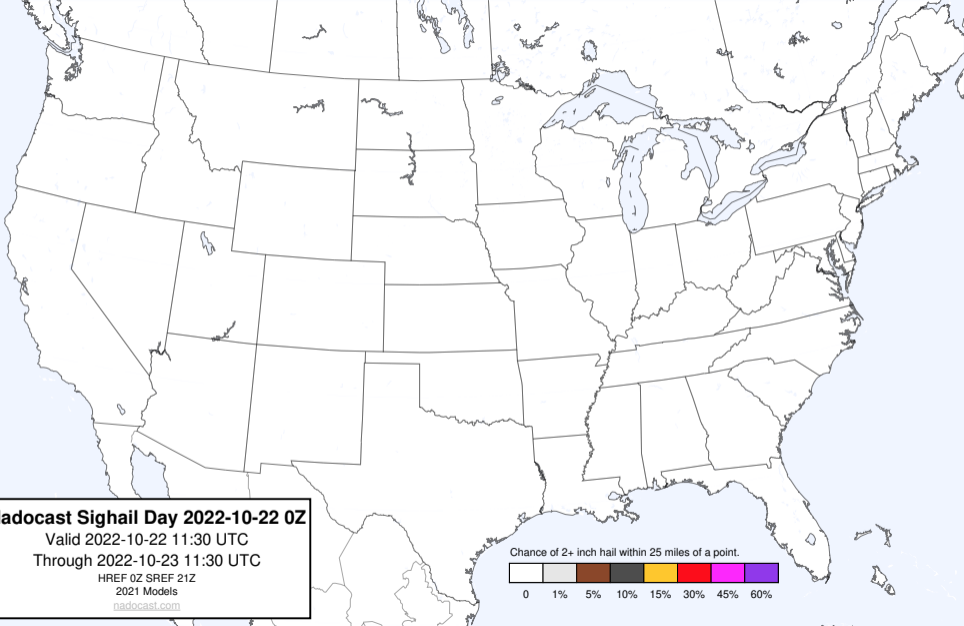 adocast Sighail Day 2022-10-22 0Z
Valid 2022-10-22 11:30 UTC
Through 2022-10-23 11:30 UTC
HREF 0Z SREF 21Z
2021 Models
nadocast.com
Chance of 2+ inch hail within 25 miles of a point.
0 1% 5% 10% 15% 30% 45% 60%